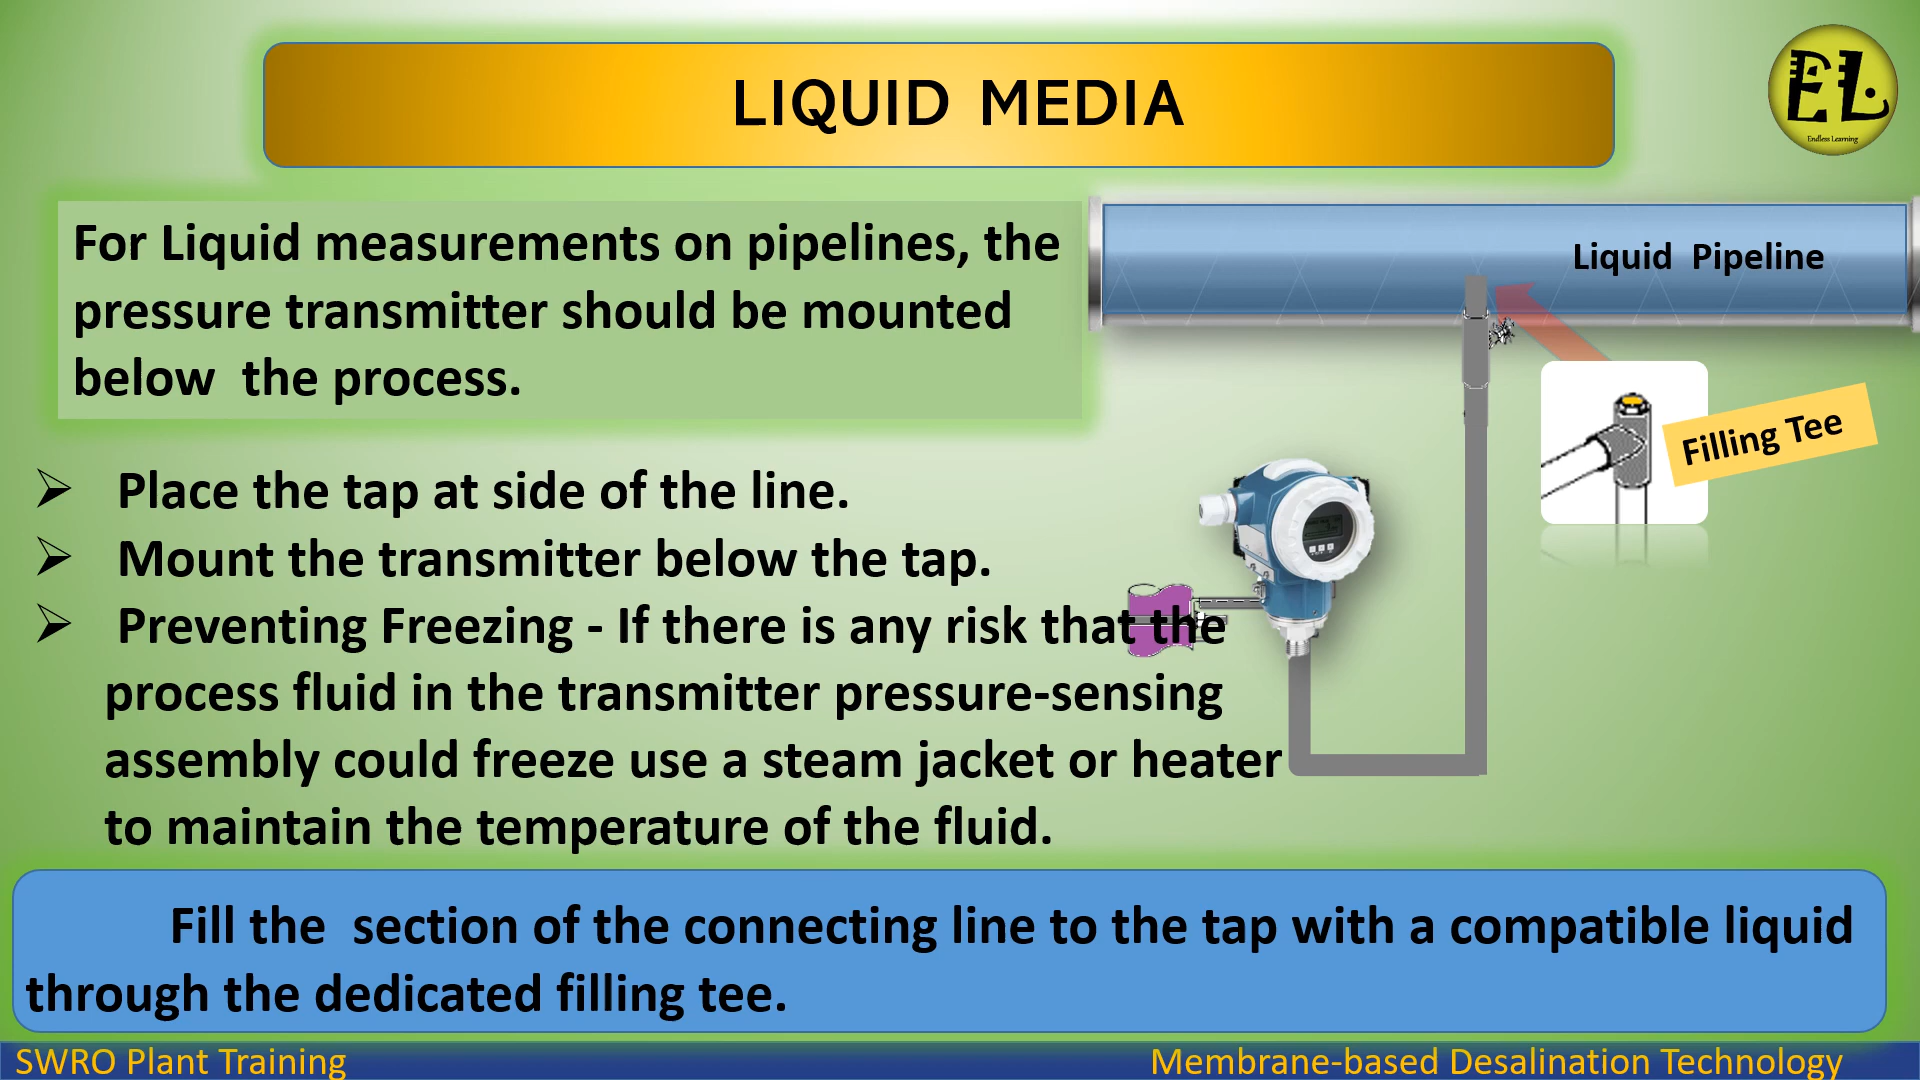 LIQUID MEDIA
EL
Endless Learning
For Liquid measurements on pipelines, the
pressure transmitter should be mounted
below the process.
Liquid Pipeline
Filling Tee
➢ Place the tap at side of the line.
➢ Mount the transmitter below the tap.
➢ Preventing Freezing - If there is any risk that the
process fluid in the transmitter pressure-sensing
assembly could freeze use a steam jacket or heater
to maintain the temperature of the fluid.
Fill the section of the connecting line to the tap with a compatible liquid
through the dedicated filling tee.
SWRO Plant Training
Membrane-based Desalination Technology